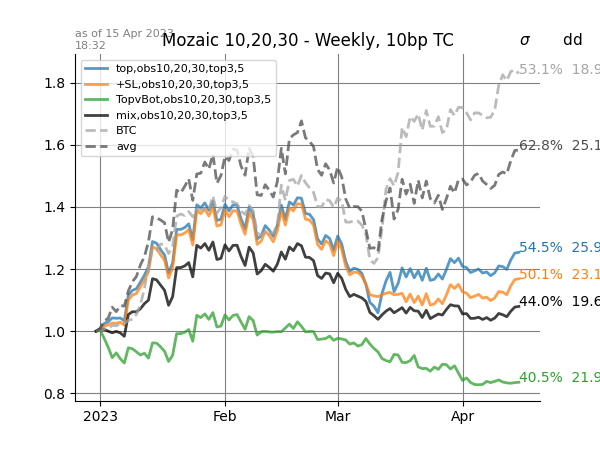 as of 15 Apr 2023
18:32
Mozaic 10,20,30 - Weekly, 10bp TC
σ dd
top,obs10,20,30,top3,5
+SL,obs10,20,30,top3,5
TopvBot,obs10,20,30,top3,5
mix,obs10,20,30,top3,5
BTC
avg
1.8
1.6
1.4
1.2
1.0
0.8
53.1% 18.9
62.8% 25.1
54.5% 25.9
50.1% 23.1
44.0% 19.6
40.5% 21.9
2023 Feb Mar Apr